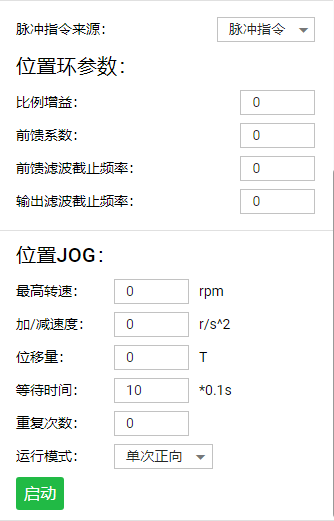 脉冲指令来源： 脉冲指令
位置环参数：
比例增益： 0
前馈系数： 0
前馈滤波截止频率： 0
输出滤波截止频率： 0
位置JOG：
最高转速： 0 rpm
加/减速度： 0 r/s^2
位移量： 0 T
等待时间： 10 *0.1s
重复次数： 0
运行模式： 单次正向
启动